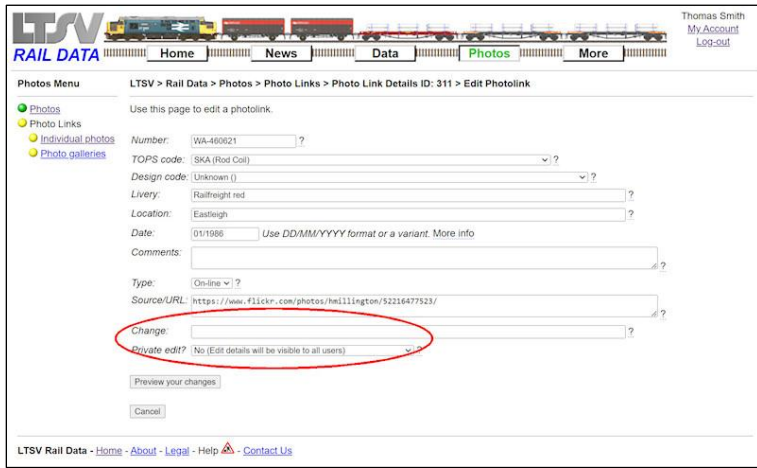 LTSV
RAIL DATA
Home
News
Data
Photos
More
Thomas Smith
My Account
Log-out
Photos Menu
LTSV > Rail Data > Photos > Photo Links > Photo Link Details ID: 311 > Edit Photolink
Photos
Photo Links
Individual photos
Photo galleries
Use this page to edit a photolink.
Number: WA-460621 ?
TOPS code: SKA (Rod Coil) ?
Design code: Unknown () ?
Livery: Railfreight red ?
Location: Eastleigh ?
Date: 01/1986 Use DD/MM/YYYY format or a variant. More info
Comments: ?
Type: On-line ?
Source/URL: https://www.flickr.com/photos/hmillington/52216477523/ ?
Change: ?
Private edit? No (Edit details will be visible to all users) ?
Preview your changes
Cancel
LTSV Rail Data - Home - About - Legal - Help - Contact Us